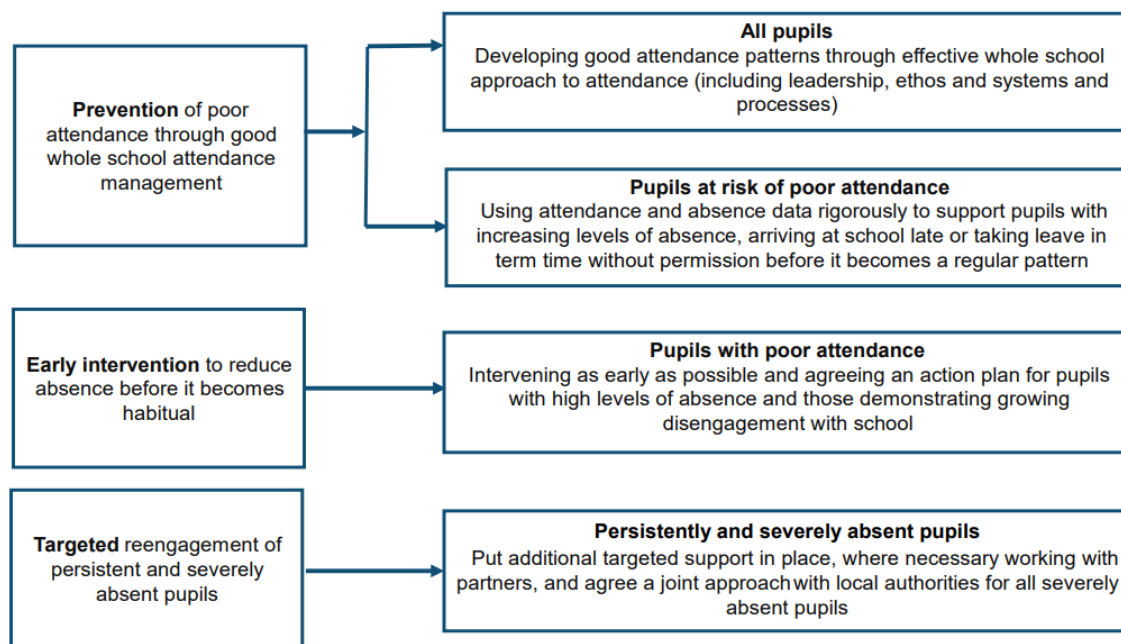 Prevention of poor
attendance through good
whole school attendance
management
All pupils
Developing good attendance patterns through effective whole school
approach to attendance (including leadership, ethos and systems and
processes)
Pupils at risk of poor attendance
Using attendance and absence data rigorously to support pupils with
increasing levels of absence, arriving at school late or taking leave in
term time without permission before it becomes a regular pattern
Early intervention to reduce
absence before it becomes
habitual
Pupils with poor attendance
Intervening as early as possible and agreeing an action plan for pupils
with high levels of absence and those demonstrating growing
disengagement with school
Targeted reengagement of
persistent and severely
absent pupils
Persistently and severely absent pupils
Put additional targeted support in place, where necessary working with
partners, and agree a joint approach with local authorities for all severely
absent pupils